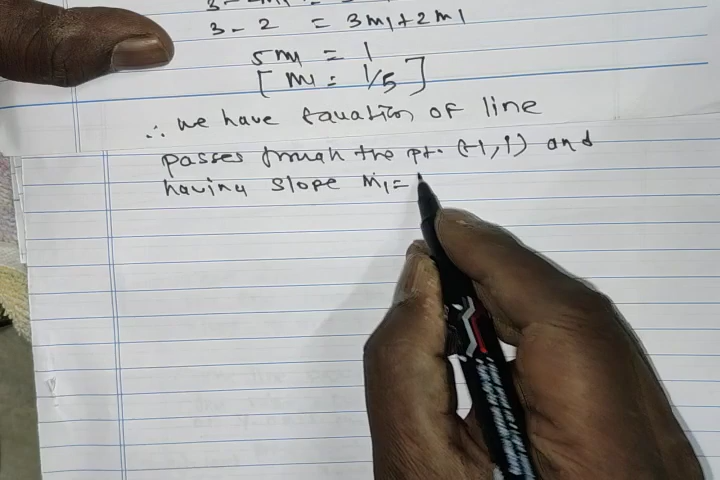 3 - 2 = 3m1+2m1
5m1 = 1
[ m1 = 1/5 ]
∴ we have Equation of line
passes through the pt. (-1,1) and
having slope m1=